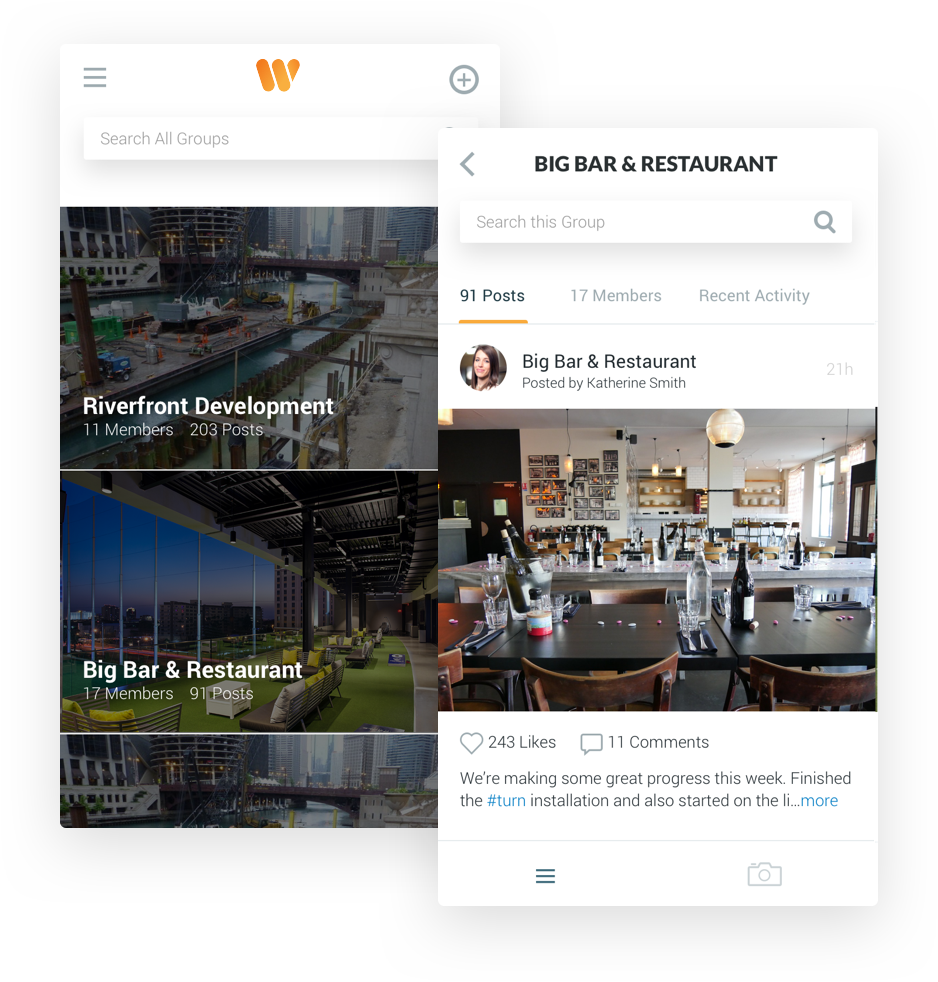 Search All Groups
Riverfront Development
11 Members 203 Posts
Big Bar & Restaurant
17 Members 91 Posts
BIG BAR & RESTAURANT
Search this Group
91 Posts 17 Members Recent Activity
Big Bar & Restaurant
Posted by Katherine Smith
21h
243 Likes 11 Comments
We're making some great progress this week. Finished
the #turn installation and also started on the li...more